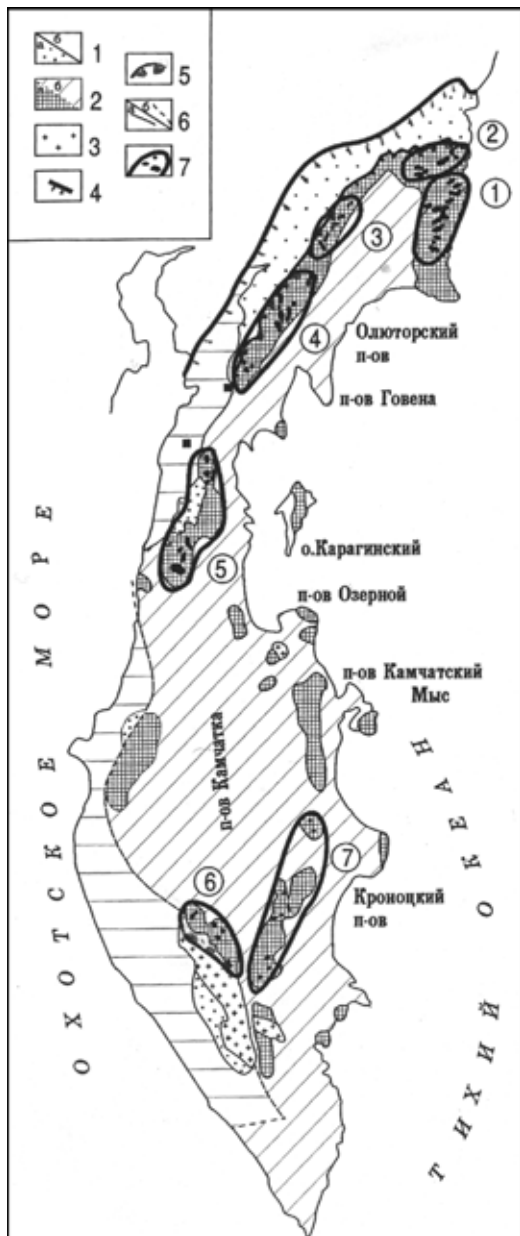 а б
1
а б
2
3
4
5
а б
6
7
2
1
3
4
Олюторский
п-ов
п-ов Говена
5
о.Карагинский
п-ов Озерной
п-ов Камчатский
Мыс
п-ов Камчатка
6
7
Кроноцкий
п-ов
ОХОТСКОЕ МОРЕ
ТИХИЙ ОКЕАН